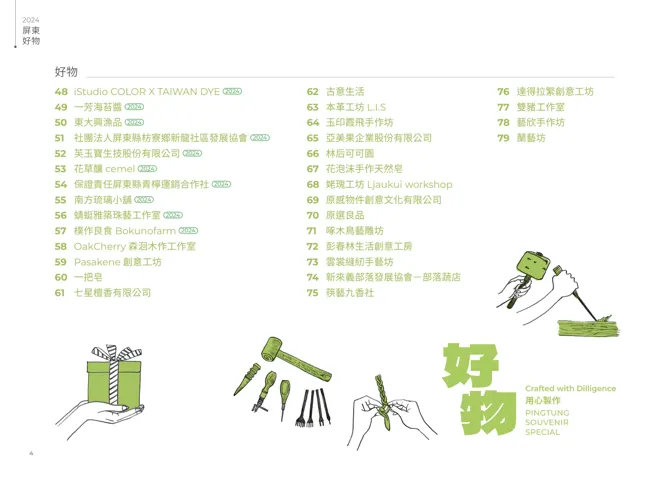 2024
屏東
好物
好物
48 iStudio COLOR X TAIWAN DYE 2024
49 一芳海苔醬 2024
50 東大興漁品 2024
51 社團法人屏東縣枋寮鄉新龍社區發展協會 2024
52 芙玉寶生技股份有限公司 2024
53 花草釀 cemel 2024
54 保證責任屏東縣青檸運銷合作社 2024
55 南方琉璃小舖 2024
56 蜻蜓雅築珠藝工作室 2024
57 樸作良食 Bokunofarm 2024
58 OakCherry 森洄木作工作室
59 Pasakene 創意工坊
60 一把皂
61 七星檀香有限公司
62 古意生活
63 本革工坊 L.I.S
64 玉印霞飛手作坊
65 亞美果企業股份有限公司
66 林后可可園
67 花泡沫手作天然皂
68 姥瑰工坊 Ljaukui workshop
69 原感物件創意文化有限公司
70 原選良品
71 啄木鳥藝雕坊
72 彭春林生活創意工房
73 雲裳縫紉手藝坊
74 新來義部落發展協會－部落蔬店
75 筷藝九香社
76 達得拉繁創意工坊
77 雙豬工作室
78 藝欣手作坊
79 蘭藝坊
好物
Crafted with Dilligence
用心製作
PINGTUNG
SOUVENIR
SPECIAL
4